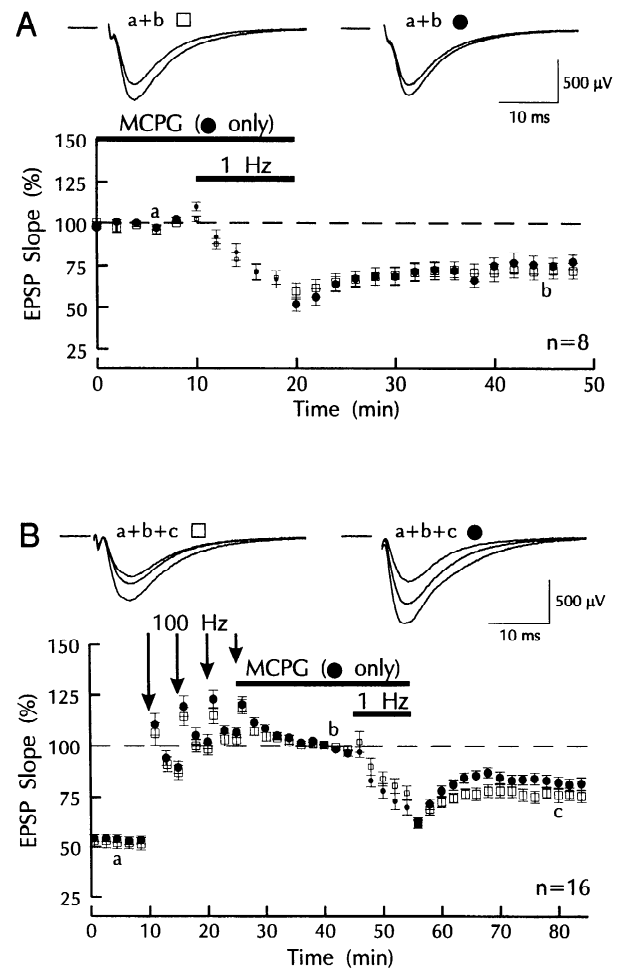 A
a+b □ a+b ●
500 µV
10 ms
MCPG (● only)
1 Hz
150
125
100
75
50
25
EPSP Slope (%)
a
b
n=8
0 10 20 30 40 50
Time (min)
B
a+b+c □ a+b+c ●
500 µV
10 ms
100 Hz
MCPG (● only)
1 Hz
150
125
100
75
50
25
EPSP Slope (%)
a
b
c
n=16
0 10 20 30 40 50 60 70 80
Time (min)